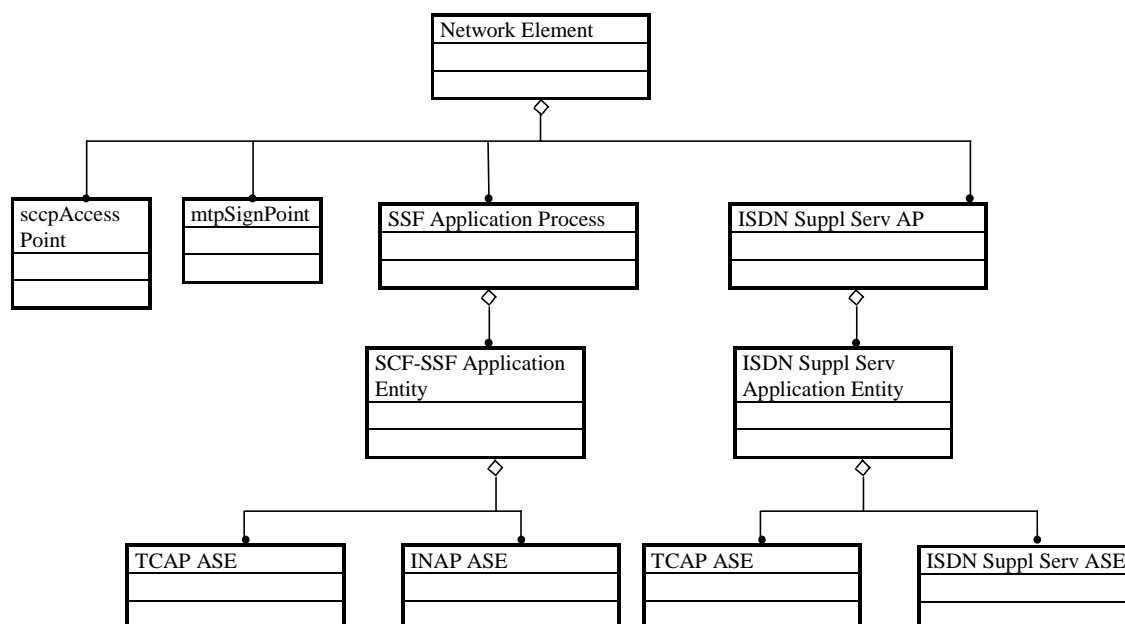 Network Element
sccpAccess
Point
mtpSignPoint
SSF Application Process
ISDN Suppl Serv AP
SCF-SSF Application
Entity
ISDN Suppl Serv
Application Entity
TCAP ASE
INAP ASE
TCAP ASE
ISDN Suppl Serv ASE